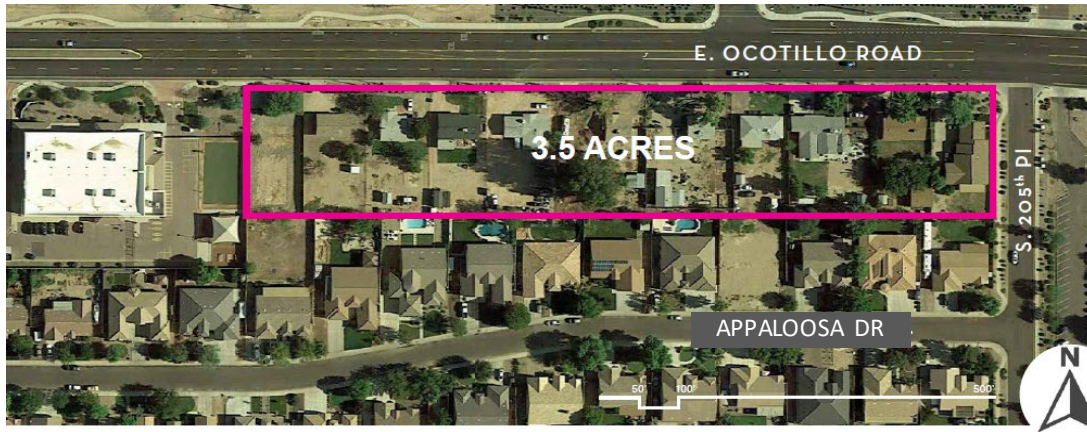 E. OCOTILLO ROAD
3.5 ACRES
S. 205th Pl
APPALOOSA DR
50' 100' 500'
N